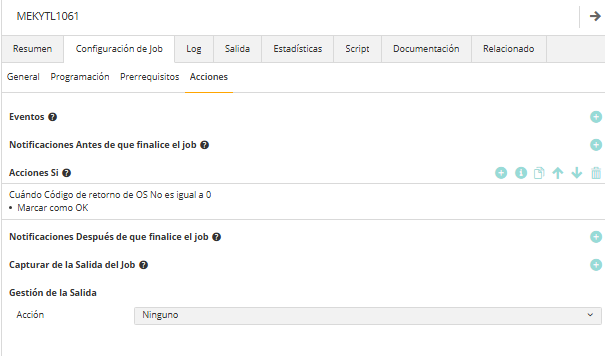 MEKYTL1061
Resumen Configuración de Job Log Salida Estadísticas Script Documentación Relacionado
General Programación Prerrequisitos Acciones
Eventos
Notificaciones Antes de que finalice el job
Acciones Si
Cuándo Código de retorno de OS No es igual a 0
• Marcar como OK
Notificaciones Después de que finalice el job
Capturar de la Salida del Job
Gestión de la Salida
Acción Ninguno